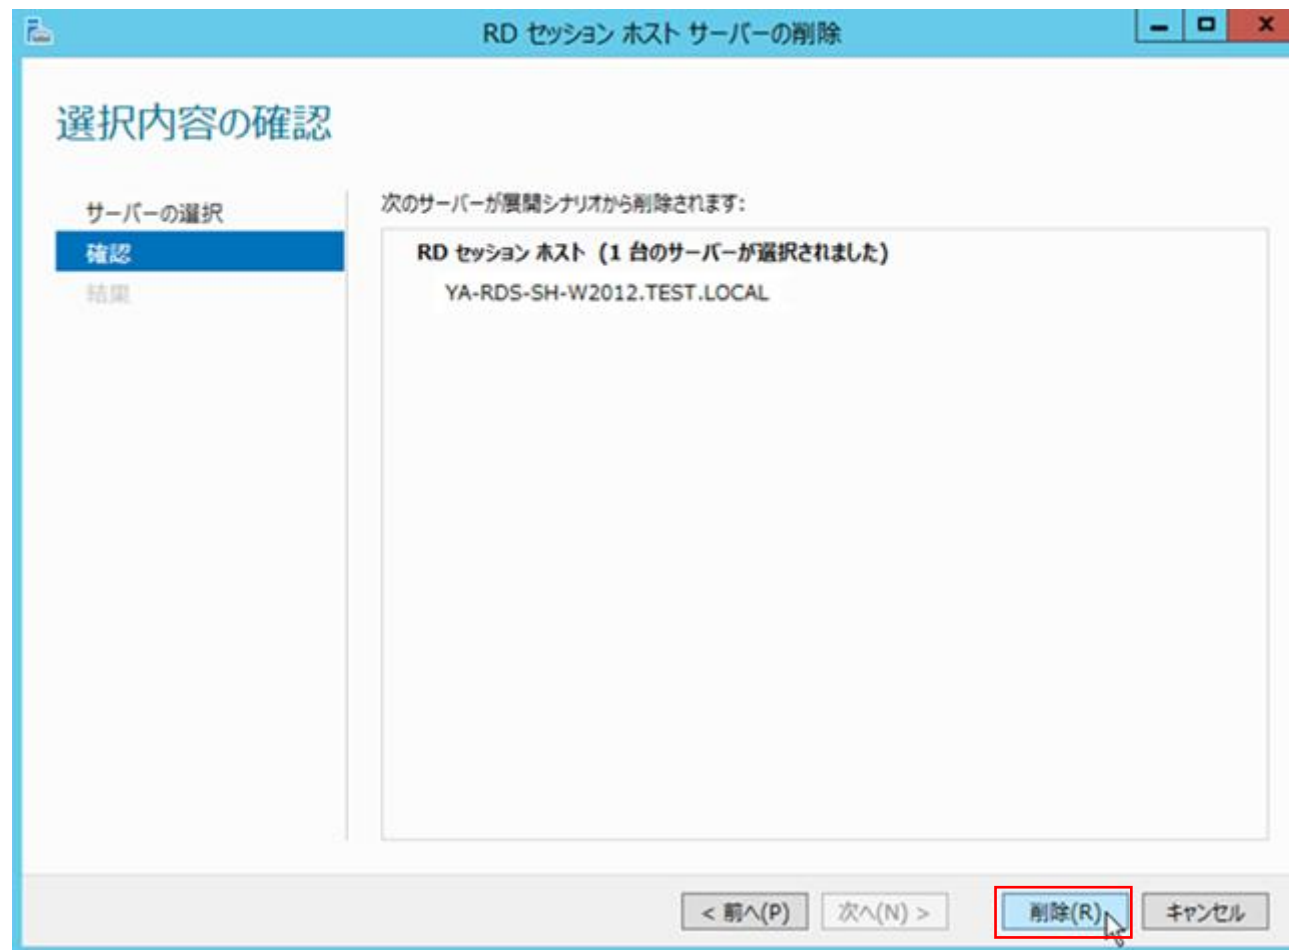 RD セッション ホスト サーバーの削除
選択内容の確認
サーバーの選択
確認
結果
次のサーバーが展開シナリオから削除されます:
RD セッション ホスト (1 台のサーバーが選択されました)
YA-RDS-SH-W2012.TEST.LOCAL
< 前へ(P)
次へ(N) >
削除(R)
キャンセル